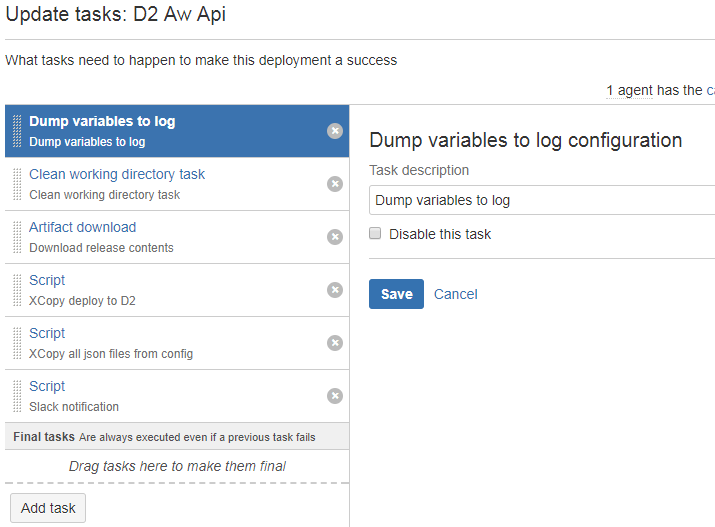 Update tasks: D2 Aw Api
What tasks need to happen to make this deployment a success
1 agent has the
Dump variables to log
Dump variables to log
Clean working directory task
Clean working directory task
Artifact download
Download release contents
Script
XCopy deploy to D2
Script
XCopy all json files from config
Script
Slack notification
Final tasks Are always executed even if a previous task fails
Drag tasks here to make them final
Add task
Dump variables to log configuration
Task description
Dump variables to log
Disable this task
Save Cancel